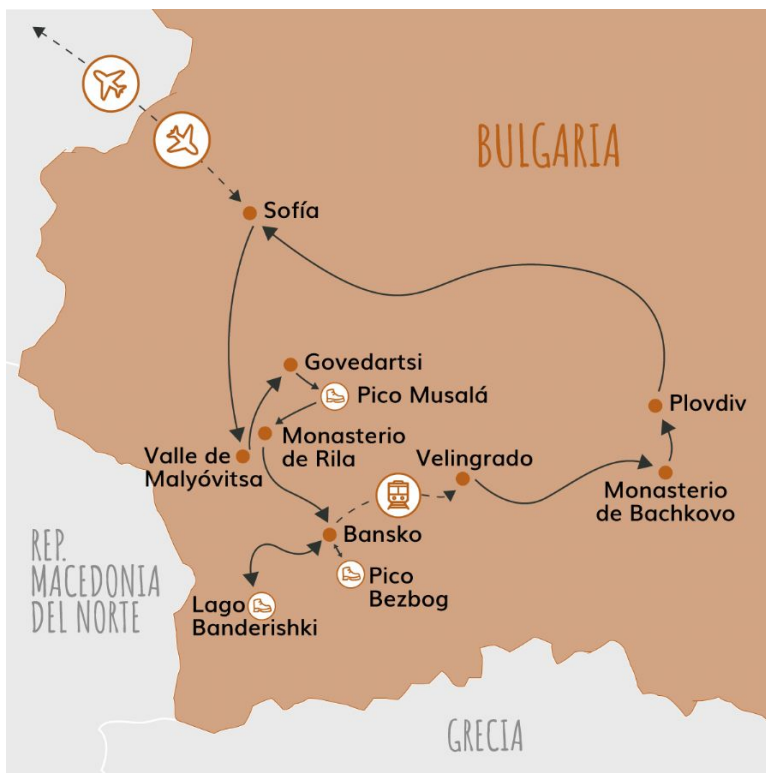 BULGARIA
Sofía
Govedartsi
Pico Musalá
Plovdiv
Monasterio
de Rila
Valle de
Malyóvitsa
Velingrado
Monasterio
de Bachkovo
Bansko
REP.
MACEDONIA
DEL NORTE
Pico
Bezbog
Lago
Banderishki
GRECIA